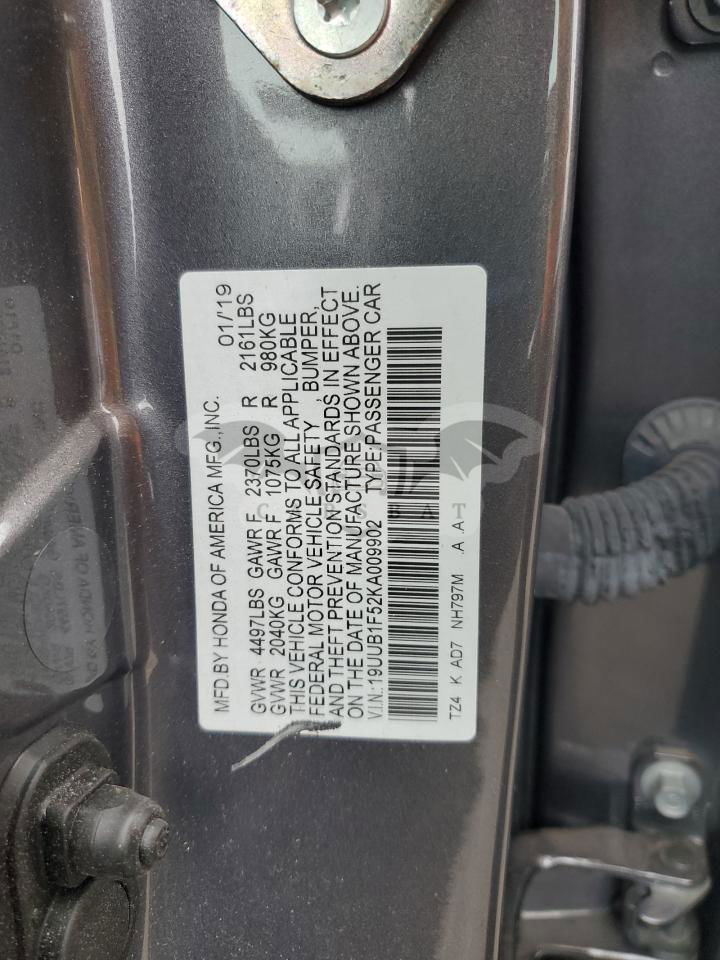 MFD.BY HONDA OF AMERICA MFG.,INC. 01/'19
GVWR 4497LBS GAWR F 2370LBS R 2161LBS
GVWR 2040KG GAWR F 1075KG R 980KG
THIS VEHICLE CONFORMS TO ALL APPLICABLE
FEDERAL MOTOR VEHICLE SAFETY, BUMPER,
AND THEFT PREVENTION STANDARDS IN EFFECT
ON THE DATE OF MANUFACTURE SHOWN ABOVE.
V.I.N.:19UUB1F52KA009902 TYPE:PASSENGER CAR
TZ4 K AD7 NH797M .A .A